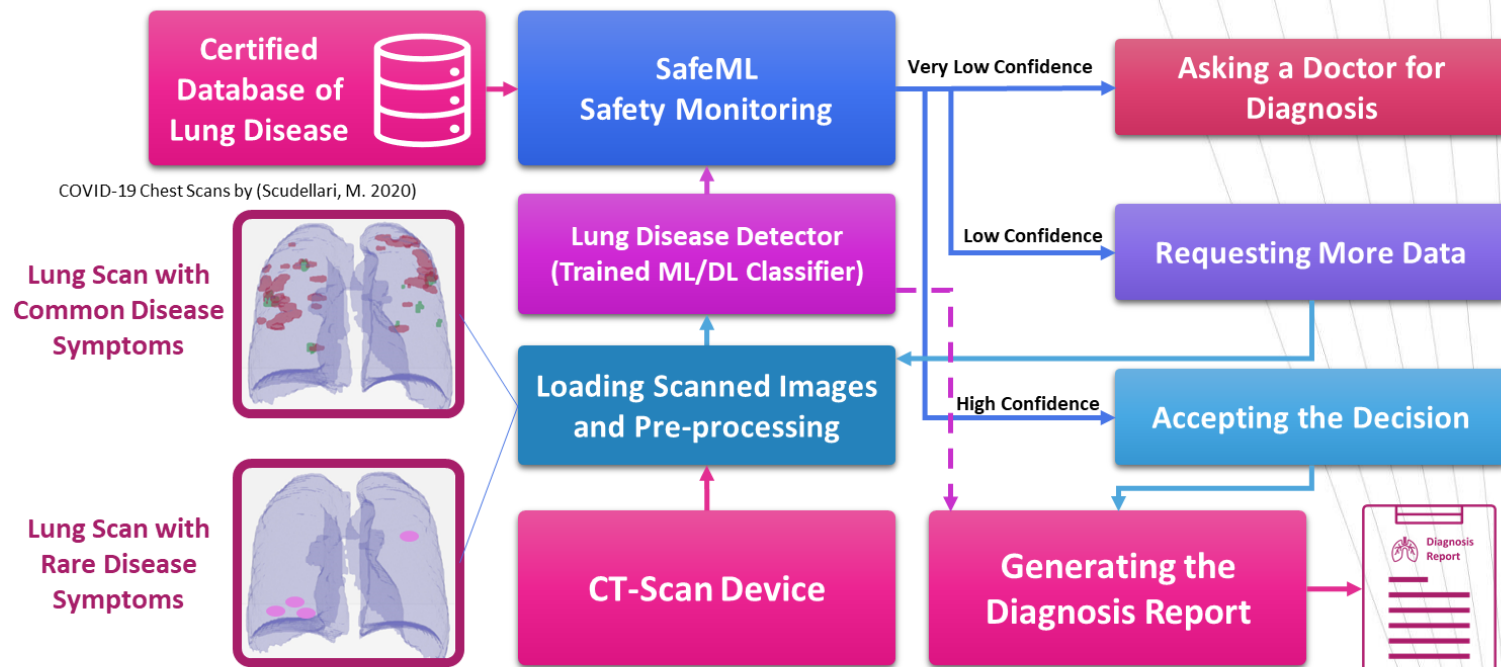 Certified
Database of
Lung Disease
SafeML
Safety Monitoring
Very Low Confidence
Asking a Doctor for
Diagnosis
COVID-19 Chest Scans by (Scudellari, M. 2020)
Lung Scan with
Common Disease
Symptoms
Lung Disease Detector
(Trained ML/DL Classifier)
Low Confidence
Requesting More Data
Loading Scanned Images
and Pre-processing
High Confidence
Accepting the Decision
Lung Scan with
Rare Disease
Symptoms
CT-Scan Device
Generating the
Diagnosis Report
Diagnosis
Report